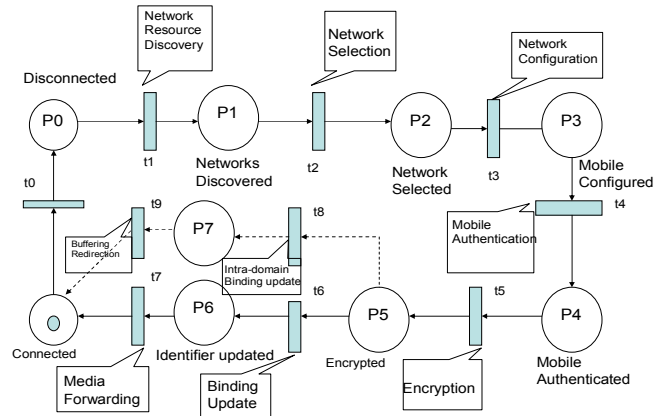 Network
Resource
Discovery
Network
Selection
Network
Configuration
Disconnected
P0
P1
P2
P3
t1
t2
t3
Networks
Discovered
Network
Selected
Mobile
Configured
t0
t9
t8
t4
P7
Mobile
Authentication
Buffering
Redirection
Intra-domain
Binding update
t7
t6
t5
P6
P5
P4
Connected
Identifier updated
Encrypted
Mobile
Authenticated
Media
Forwarding
Binding
Update
Encryption